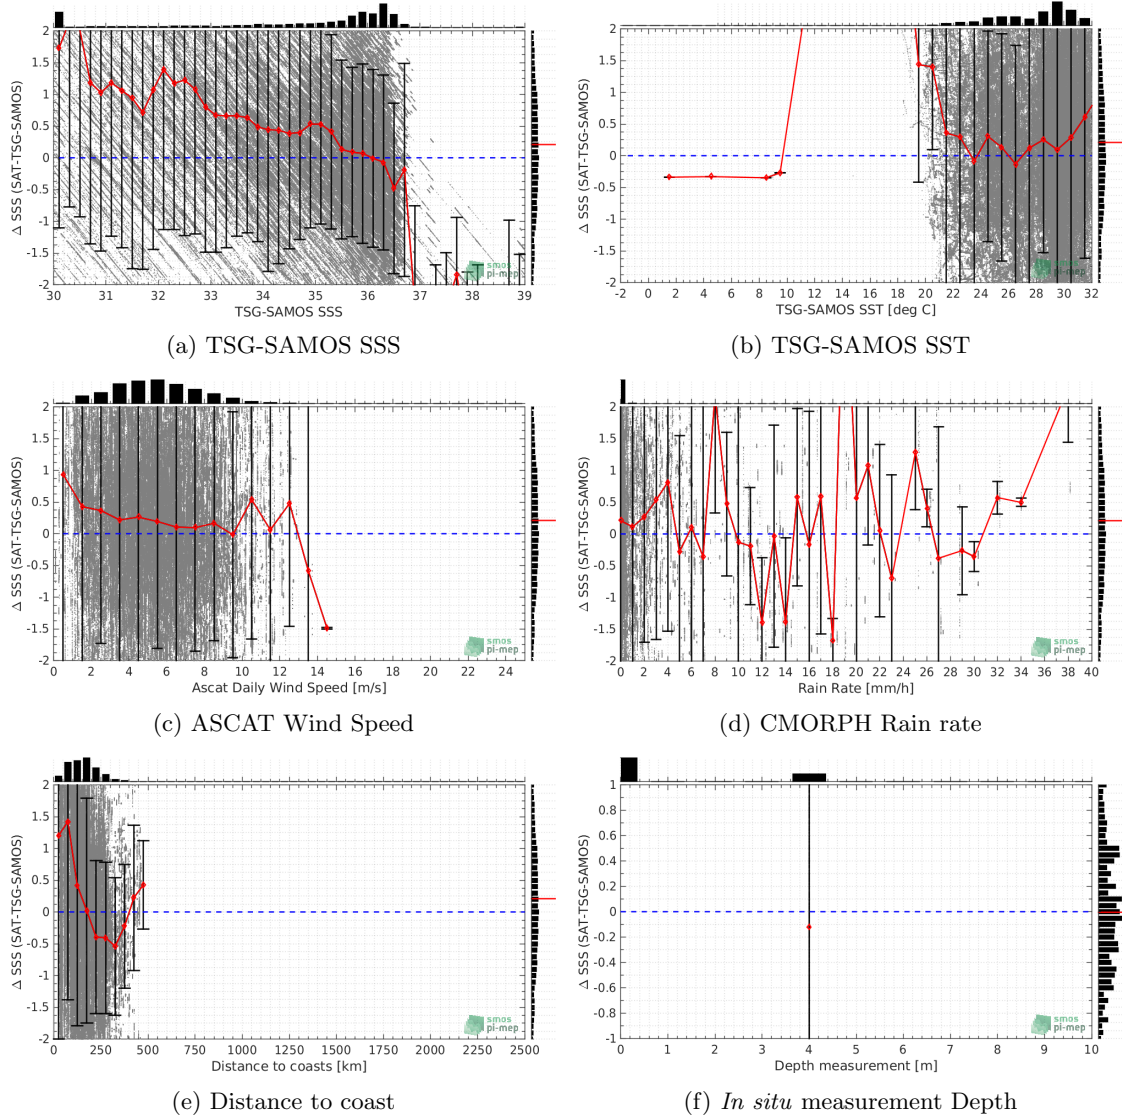 2
1.5
1
0.5
0
-0.5
-1
-1.5
-2
Δ SSS (SAT-TSG-SAMOS)
30 31 32 33 34 35 36 37 38 39
TSG-SAMOS SSS
smos
pi-mep
(a) TSG-SAMOS SSS
2
1.5
1
0.5
0
-0.5
-1
-1.5
-2
Δ SSS (SAT-TSG-SAMOS)
-2 0 2 4 6 8 10 12 14 16 18 20 22 24 26 28 30 32
TSG-SAMOS SST [deg C]
smos
pi-mep
(b) TSG-SAMOS SST
2
1.5
1
0.5
0
-0.5
-1
-1.5
-2
Δ SSS (SAT-TSG-SAMOS)
0 2 4 6 8 10 12 14 16 18 20 22 24
Ascat Daily Wind Speed [m/s]
smos
pi-mep
(c) ASCAT Wind Speed
2
1.5
1
0.5
0
-0.5
-1
-1.5
-2
Δ SSS (SAT-TSG-SAMOS)
0 2 4 6 8 10 12 14 16 18 20 22 24 26 28 30 32 34 36 38 40
Rain Rate [mm/h]
smos
pi-mep
(d) CMORPH Rain rate
2
1.5
1
0.5
0
-0.5
-1
-1.5
-2
Δ SSS (SAT-TSG-SAMOS)
0 250 500 750 1000 1250 1500 1750 2000 2250 2500
Distance to coasts [km]
smos
pi-mep
(e) Distance to coast
1
0.8
0.6
0.4
0.2
0
-0.2
-0.4
-0.6
-0.8
-1
Δ SSS (SAT-TSG-SAMOS)
0 1 2 3 4 5 6 7 8 9 10
Depth measurement [m]
smos
pi-mep
(f) In situ measurement Depth